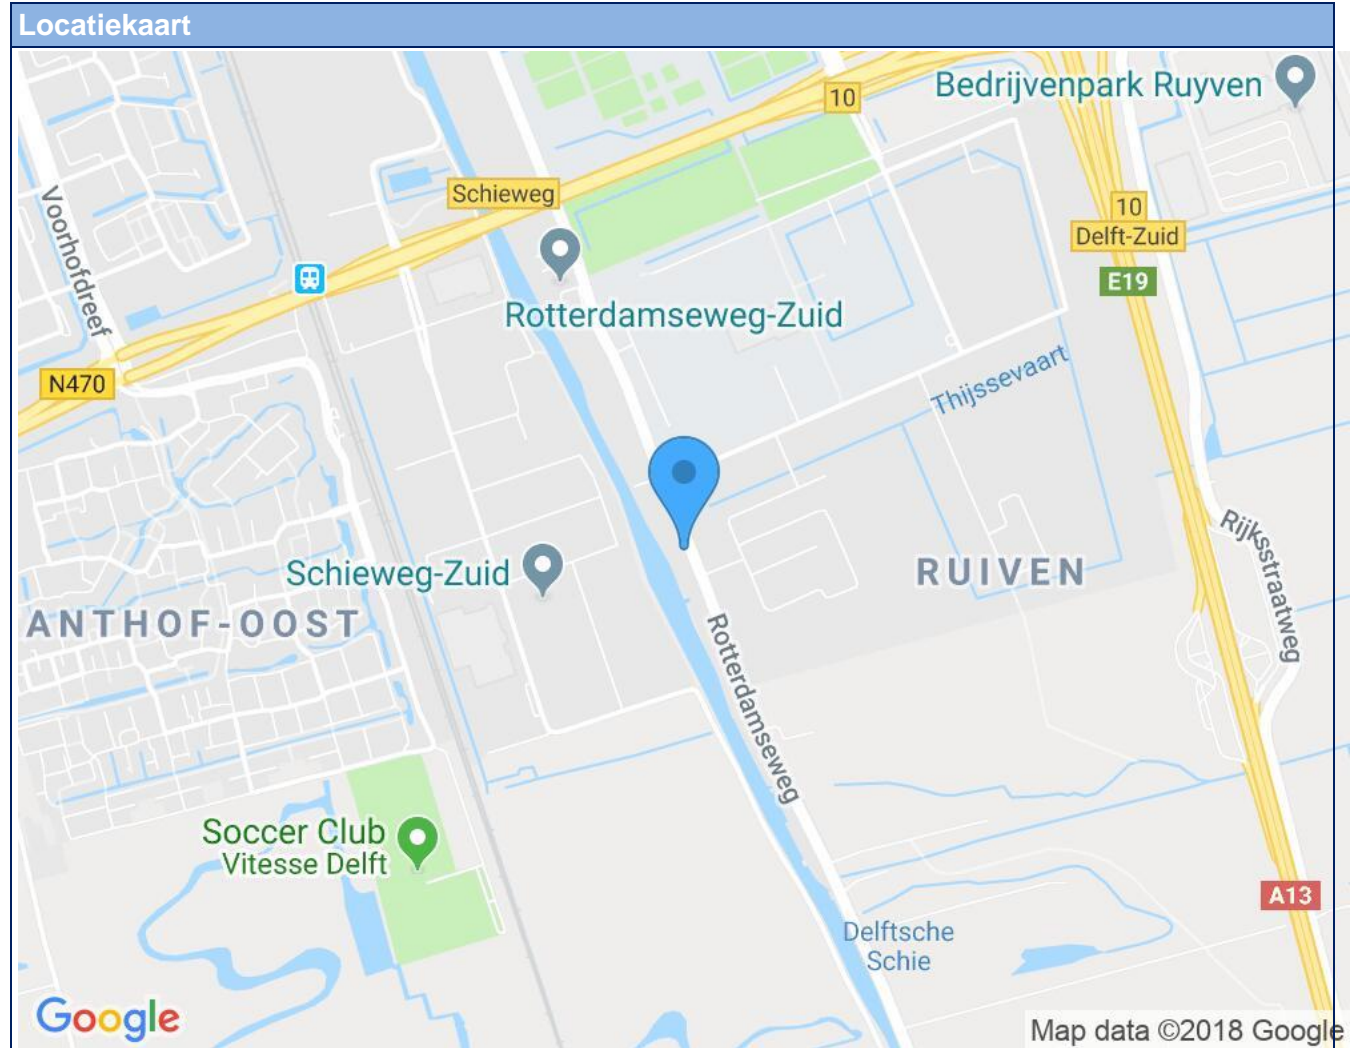 Locatiekaart
Bedrijvenpark Ruyven
10
Schieweg
Voorhofdreef
10
Delft-Zuid
E19
Rotterdamseweg-Zuid
N470
Thijssevaart
Rijksstraatweg
Schieweg-Zuid
RUIVEN
ANTHOF-OOST
Rotterdamseweg
Soccer Club
Vitesse Delft
A13
Delftsche
Schie
Google
Map data ©2018 Google